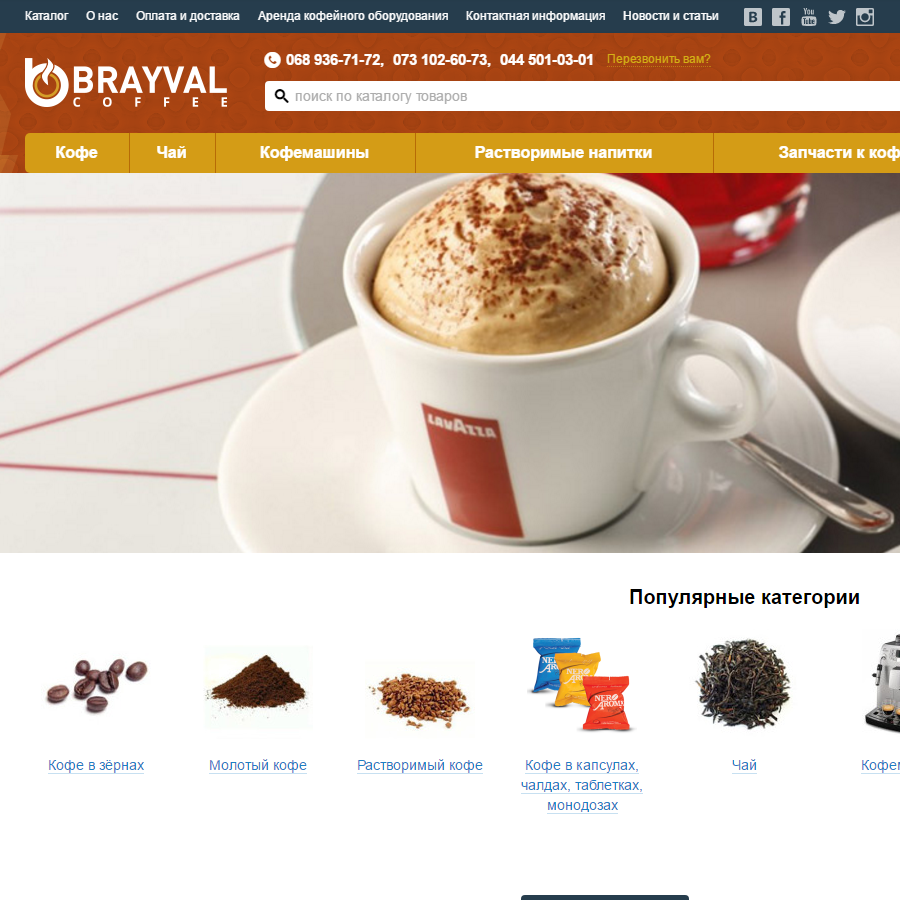 Каталог О нас Оплата и доставка Аренда кофейного оборудования Контактная информация Новости и статьи
BRAYVAL
COFFEE
068 936-71-72, 073 102-60-73, 044 501-03-01 Перезвонить вам?
поиск по каталогу товаров
Кофе Чай Кофемашины Растворимые напитки Запчасти к коф
LAVAZZA
Популярные категории
NERO AROMA
Кофе в зёрнах Молотый кофе Растворимый кофе Кофе в капсулах, чалдах, таблетках, монодозах Чай Кофем